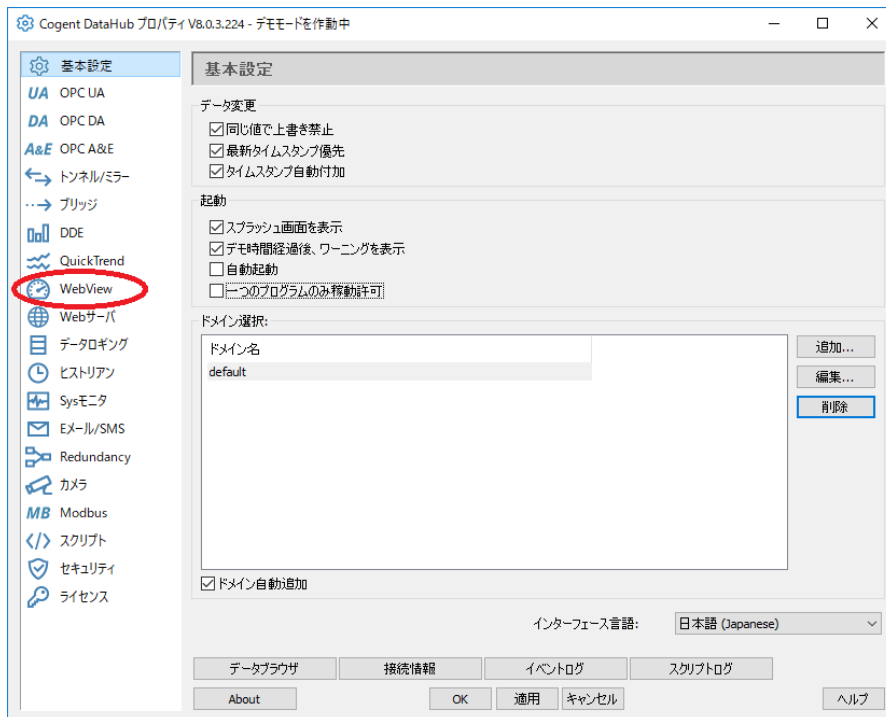 Cogent DataHub プロパティ V8.0.3.224 - デモモードを作動中
基本設定
UA OPC UA
DA OPC DA
A&E OPC A&E
トンネル/ミラー
ブリッジ
DDE
QuickTrend
WebView
Webサーバ
データロギング
ヒストリアン
Sysモニタ
Eメール/SMS
Redundancy
カメラ
MB Modbus
スクリプト
セキュリティ
ライセンス
基本設定
データ変更
同じ値で上書き禁止
最新タイムスタンプ優先
タイムスタンプ自動付加
起動
スプラッシュ画面を表示
デモ時間経過後、ワーニングを表示
自動起動
一つのプログラムのみ稼動許可
ドメイン選択:
ドメイン名
default
追加...
編集...
削除
ドメイン自動追加
インターフェース言語: 日本語 (Japanese)
データブラウザ 接続情報 イベントログ スクリプトログ
About OK 適用 キャンセル ヘルプ